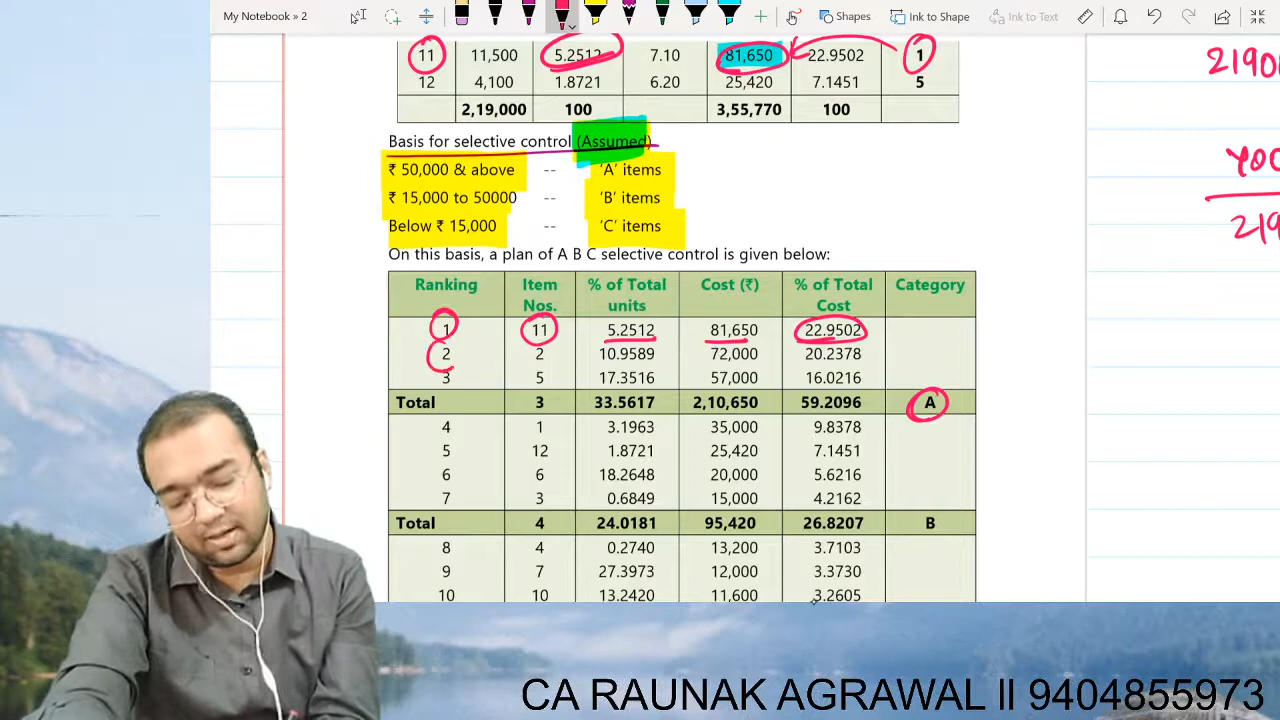 My Notebook » 2
Shapes
Ink to Shape
Ink to Text
11 11,500 5.2512 7.10 81,650 22.9502 1
12 4,100 1.8721 6.20 25,420 7.1451 5
2,19,000 100 3,55,770 100
Basis for selective control (Assumed)
₹ 50,000 & above -- ‘A’ items
₹ 15,000 to 50000 -- ‘B’ items
Below ₹ 15,000 -- ‘C’ items
On this basis, a plan of A B C selective control is given below:
Ranking Item Nos. % of Total units Cost (₹) % of Total Cost Category
1 11 5.2512 81,650 22.9502
2 2 10.9589 72,000 20.2378
3 5 17.3516 57,000 16.0216
Total 3 33.5617 2,10,650 59.2096 A
4 1 3.1963 35,000 9.8378
5 12 1.8721 25,420 7.1451
6 6 18.2648 20,000 5.6216
7 3 0.6849 15,000 4.2162
Total 4 24.0181 95,420 26.8207 B
8 4 0.2740 13,200 3.7103
9 7 27.3973 12,000 3.3730
10 10 13.2420 11,600 3.2605
CA RAUNAK AGRAWAL II 9404855973